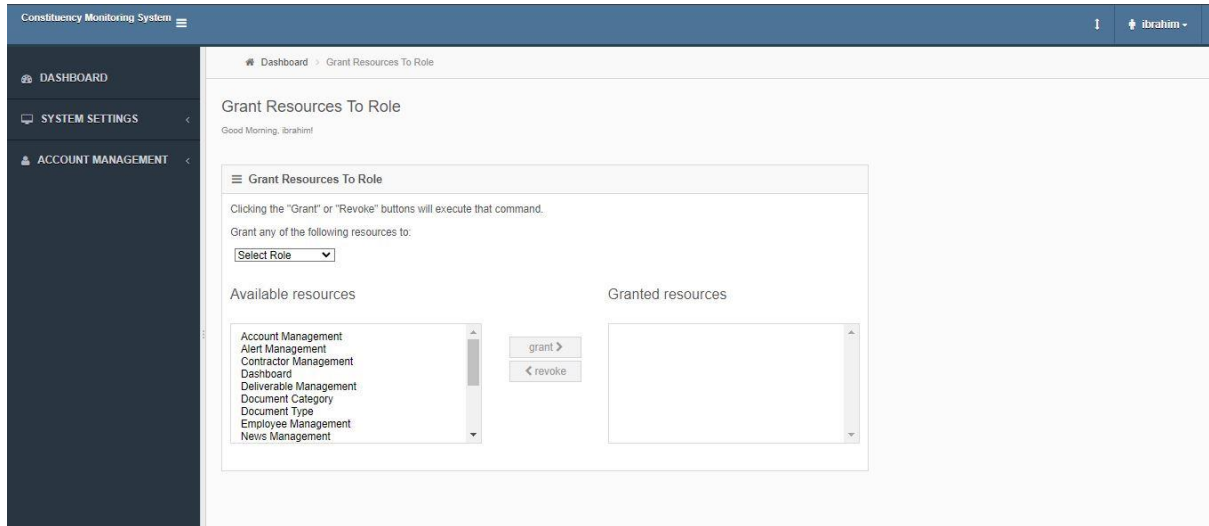 Constituency Monitoring System
ibrahim
DASHBOARD
SYSTEM SETTINGS
ACCOUNT MANAGEMENT
Dashboard > Grant Resources To Role
Grant Resources To Role
Good Morning, ibrahim!
Grant Resources To Role
Clicking the "Grant" or "Revoke" buttons will execute that command.
Grant any of the following resources to:
Select Role
Available resources
Account Management
Alert Management
Contractor Management
Dashboard
Deliverable Management
Document Category
Document Type
Employee Management
News Management
grant
revoke
Granted resources